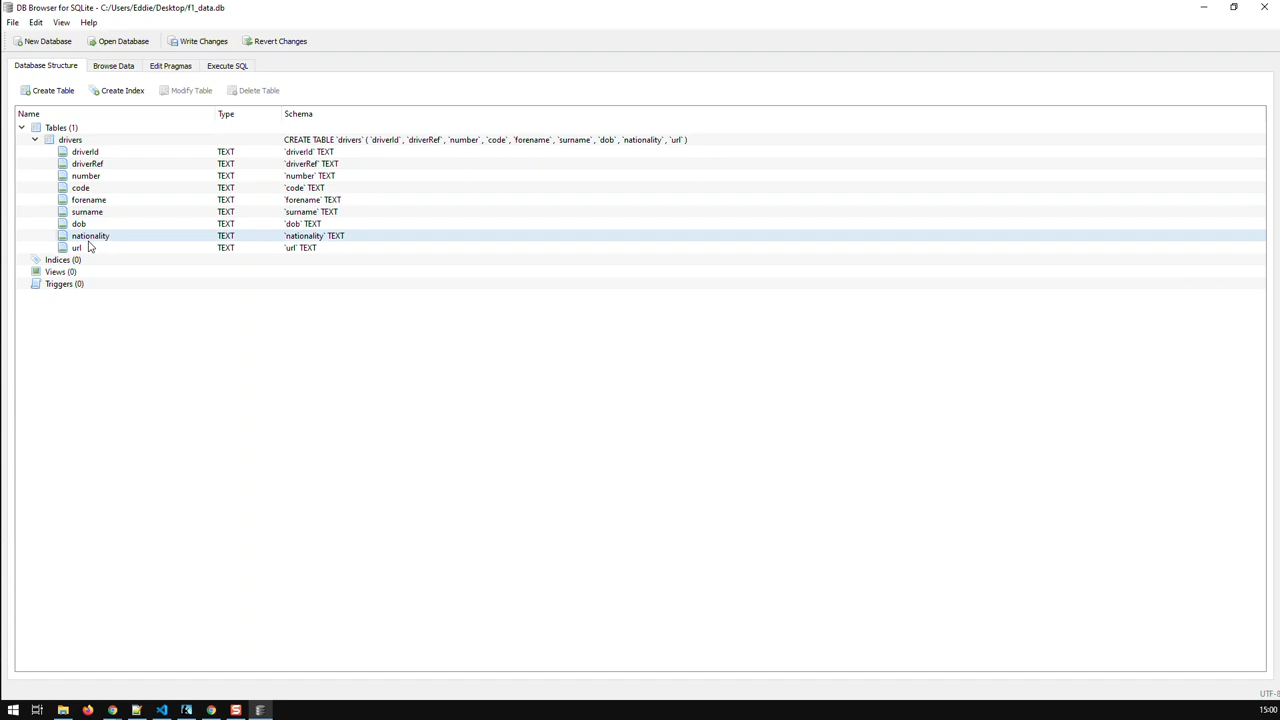 DB Browser for SQLite - C:/Users/Eddie/Desktop/f1_data.db
File Edit View Help
New Database Open Database Write Changes Revert Changes
Database Structure Browse Data Edit Pragmas Execute SQL
Create Table Create Index Modify Table Delete Table
Name Type Schema
Tables (1)
drivers CREATE TABLE `drivers` ( `driverId` , `driverRef` , `number` , `code` , `forename` , `surname` , `dob` , `nationality` , `url` )
driverId TEXT `driverId` TEXT
driverRef TEXT `driverRef` TEXT
number TEXT `number` TEXT
code TEXT `code` TEXT
forename TEXT `forename` TEXT
surname TEXT `surname` TEXT
dob TEXT `dob` TEXT
nationality TEXT `nationality` TEXT
url TEXT `url` TEXT
Indices (0)
Views (0)
Triggers (0)
UTF-8
15:00